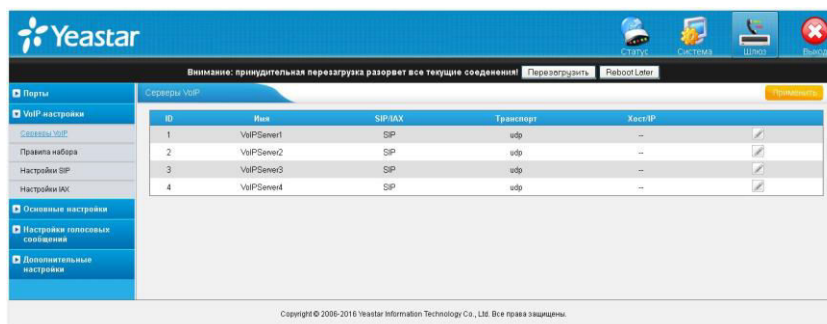 Yeastar
Статус Система Шлюз Выход
Внимание: принудительная перезагрузка разорвет все текущие соеденения! Перезагрузить Reboot Later
Порты
VoIP настройки
Серверы VoIP
Правила набора
Настройки SIP
Настройки IAX
Основные настройки
Настройки голосовых
сообщений
Дополнительные
настройки
Серверы VoIP Применить
ID Имя SIP/IAX Транспорт Хост/IP
1 VoIPServer1 SIP udp --
2 VoIPServer2 SIP udp --
3 VoIPServer3 SIP udp --
4 VoIPServer4 SIP udp --
Copyright © 2006-2016 Yeastar Information Technology Co., Ltd. Все права защищены.